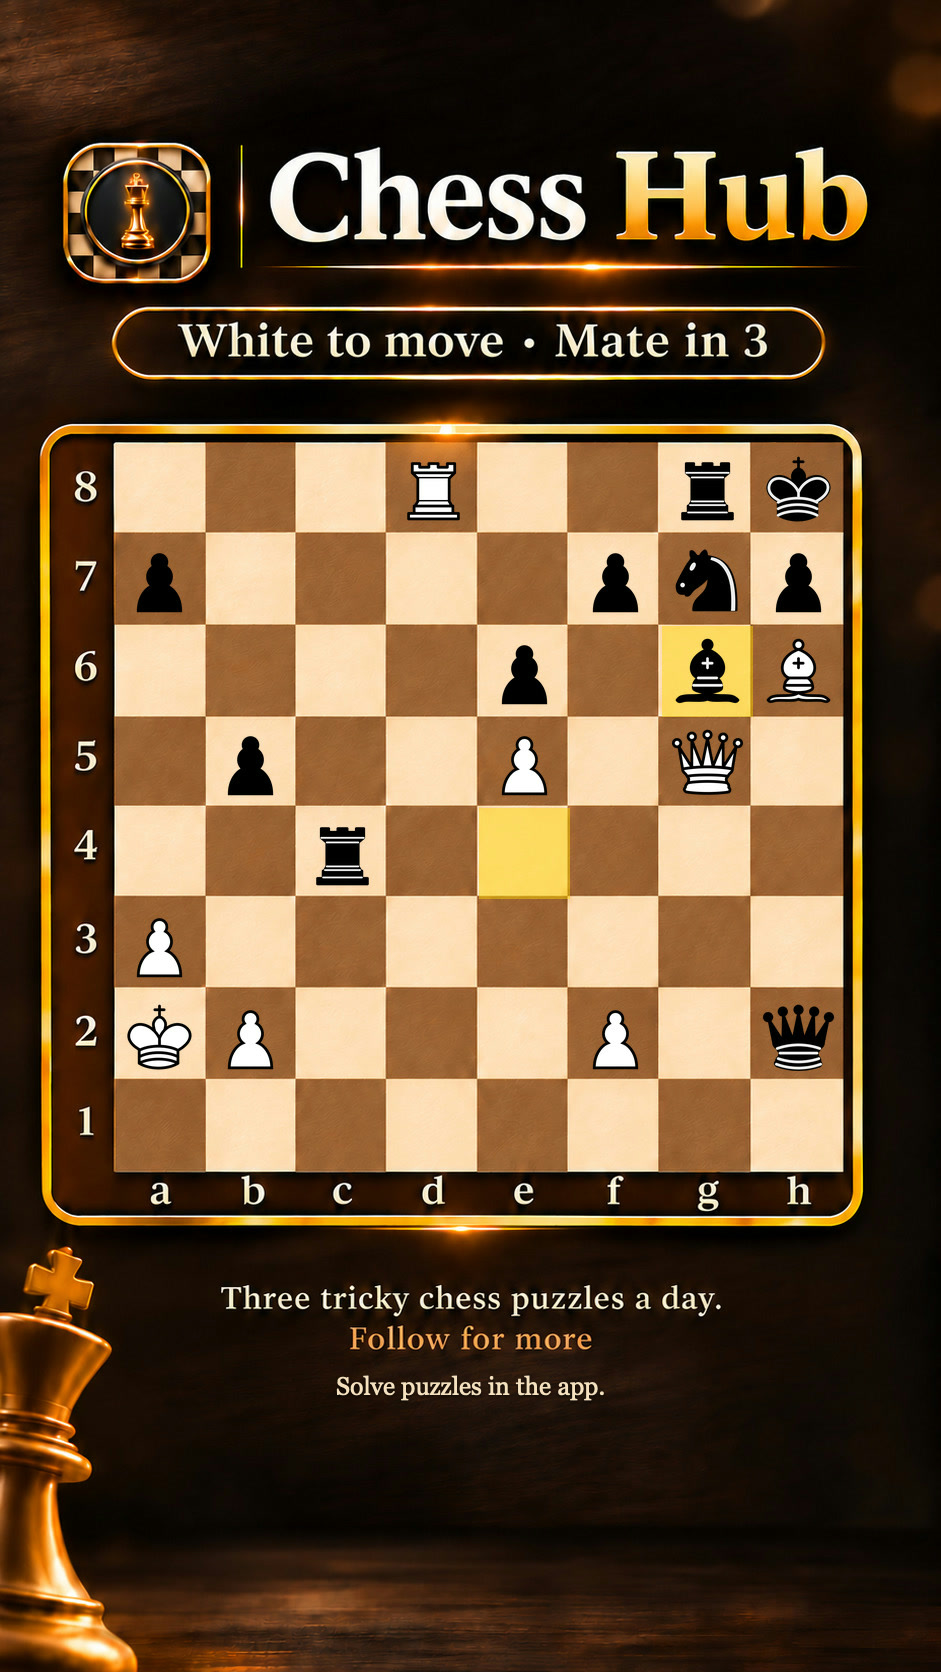 Chess Hub
White to move • Mate in 3
8
7
6
5
4
3
2
1
a b c d e f g h
Three tricky chess puzzles a day.
Follow for more
Solve puzzles in the app.